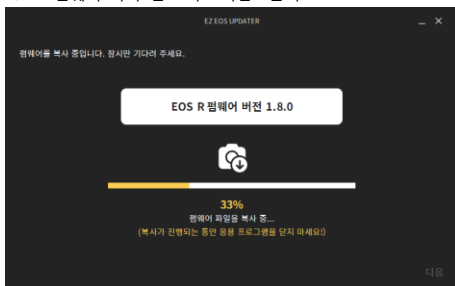 EZ EOS UPDATER
펌웨어를 복사 중입니다. 잠시만 기다려 주세요.
EOS R 펌웨어 버전 1.8.0
33%
펌웨어 파일을 복사 중...
(복사가 진행되는 동안 응용 프로그램을 닫지 마세요!)
다음